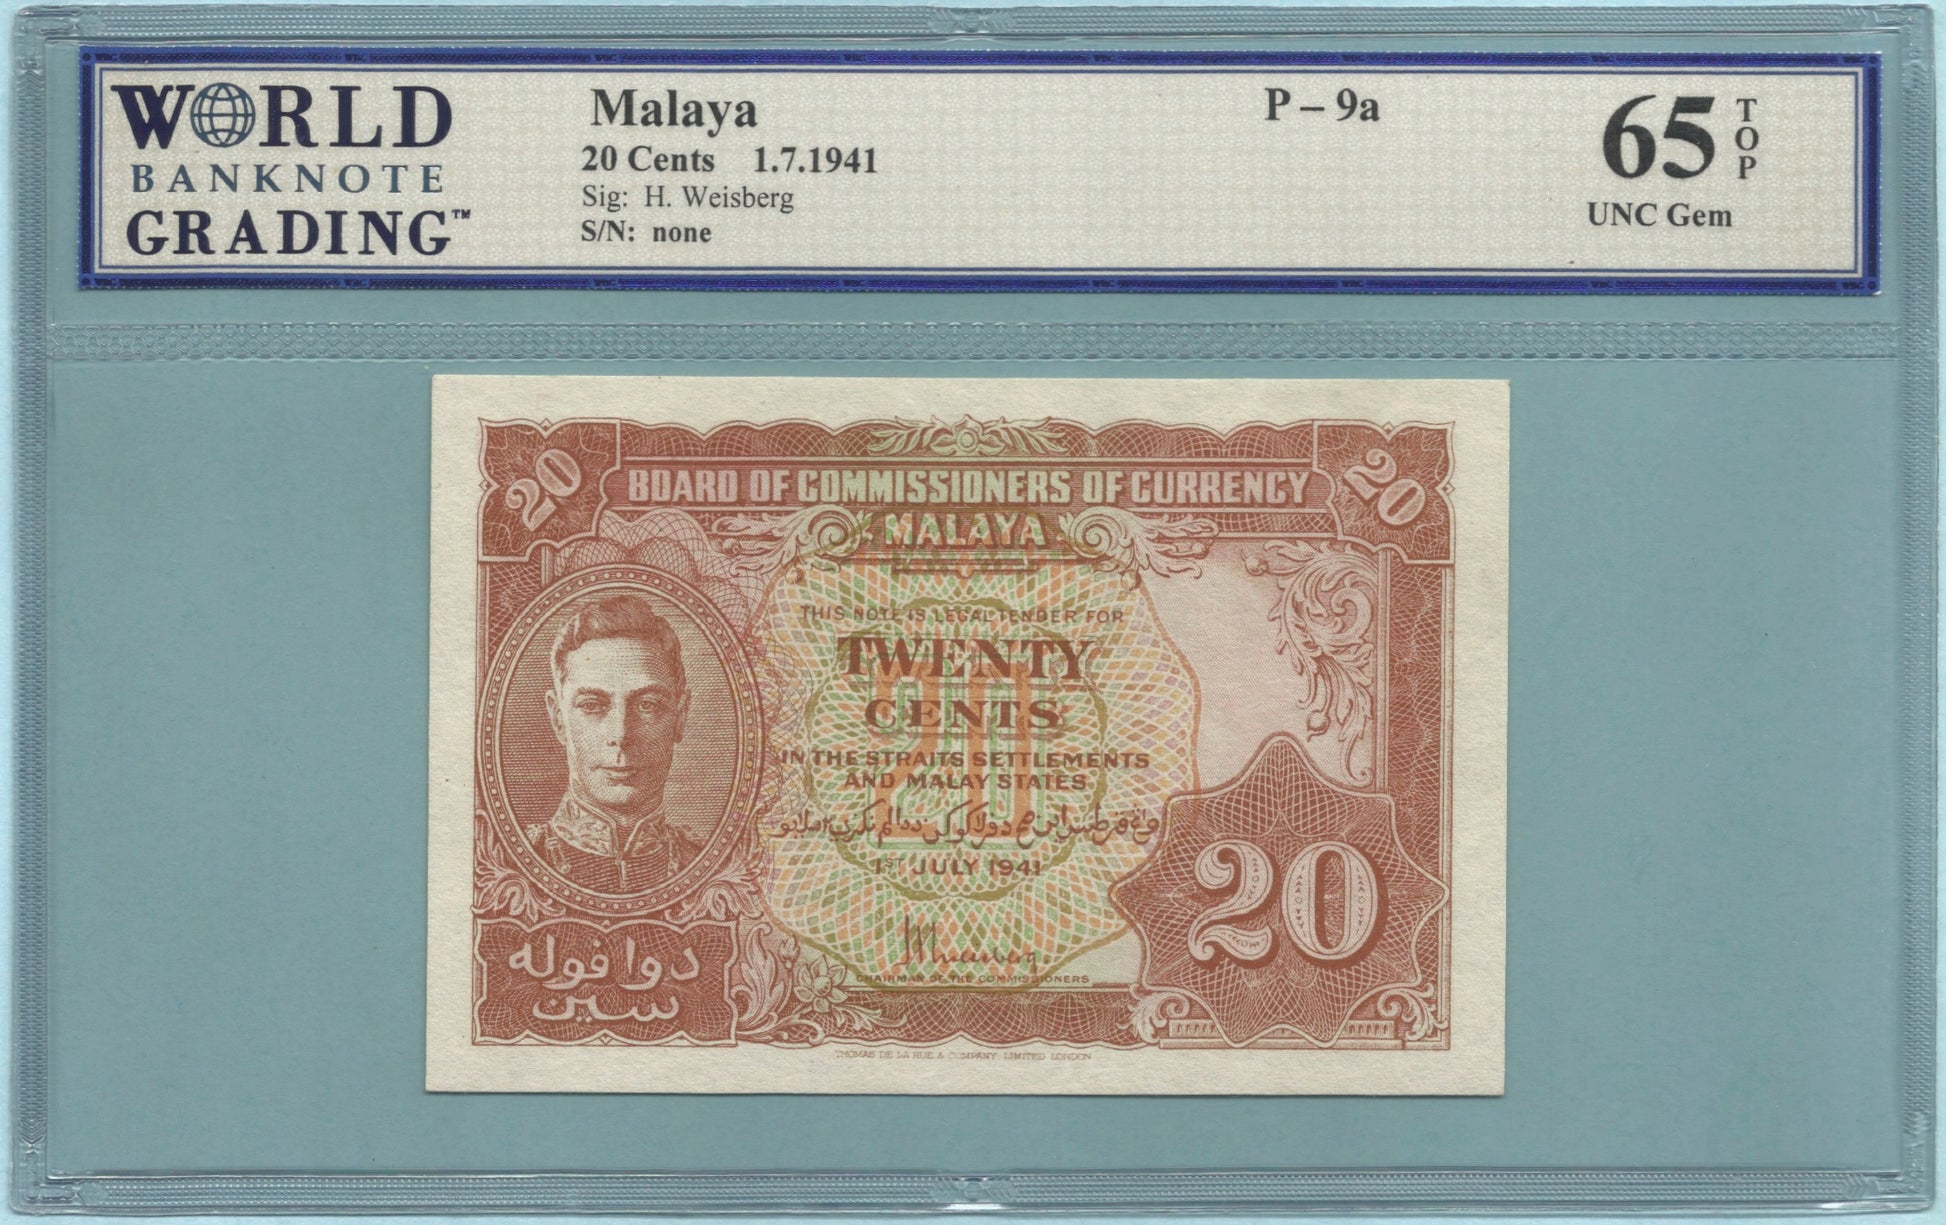 WORLD
BANKNOTE
GRADING™
Malaya
20 Cents 1.7.1941
Sig: H. Weisberg
S/N: none
P – 9a
65 TOP
UNC Gem
20
20
BOARD OF COMMISSIONERS OF CURRENCY
MALAYA
THIS NOTE IS LEGAL TENDER FOR
TWENTY
CENTS
20
IN THE STRAITS SETTLEMENTS
AND MALAY STATES
1ST JULY 1941
CHAIRMAN OF THE COMMISSIONERS
دوا فوله
سين
20
THOMAS DE LA RUE & COMPANY, LIMITED, LONDON